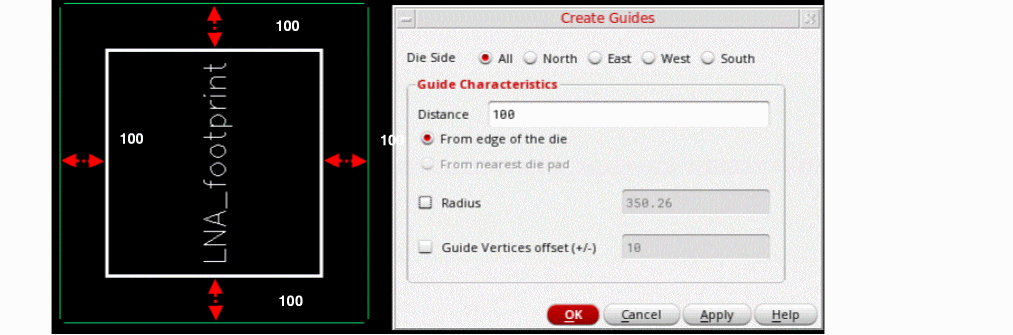 100
LNA_footprint
100
100
100
Create Guides
Die Side All North East West South
Guide Characteristics
Distance 100
From edge of the die
From nearest die pad
Radius 350.26
Guide Vertices offset (+/-) 10
OK Cancel Apply Help